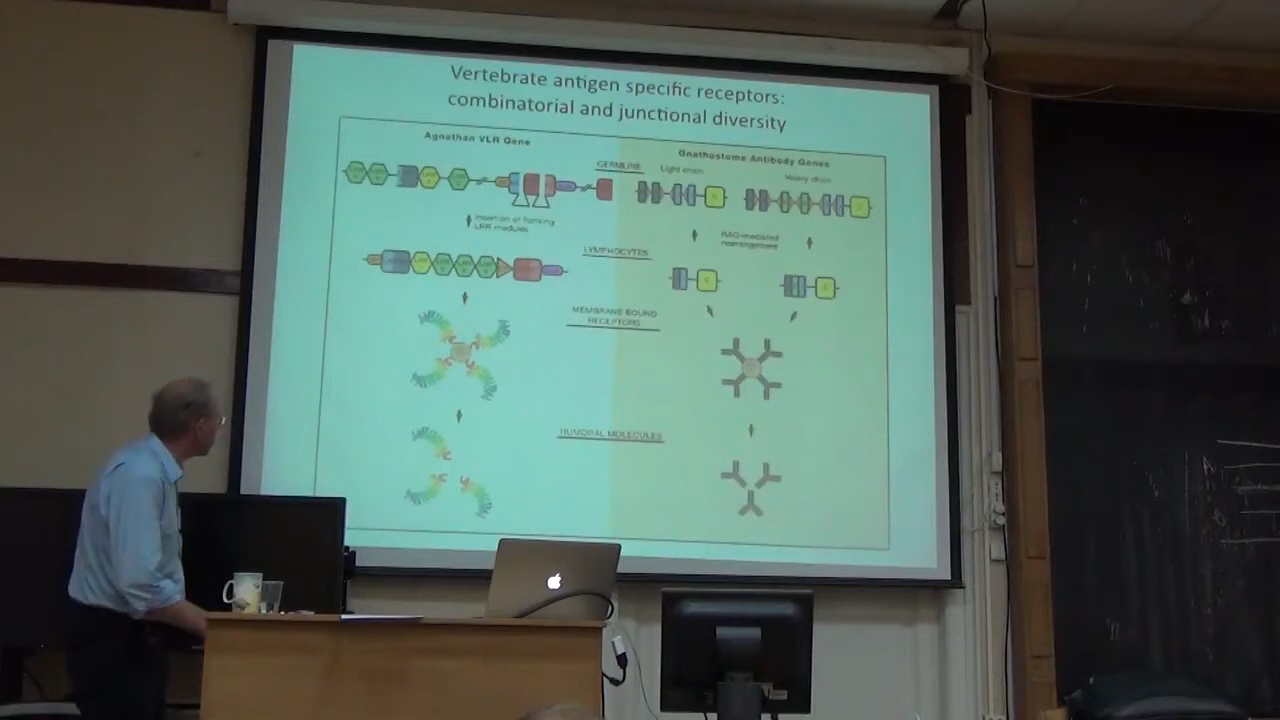 Vertebrate antigen specific receptors:
combinatorial and junctional diversity
Agnathan VLR Gene
Gnathostome Antibody Genes
GERMLINE
Light chain
Heavy chain
Insertion of flanking
LRR modules
RAG-mediated
rearrangement
LYMPHOCYTES
MEMBRANE BOUND
RECEPTORS
HUMORAL MOLECULES